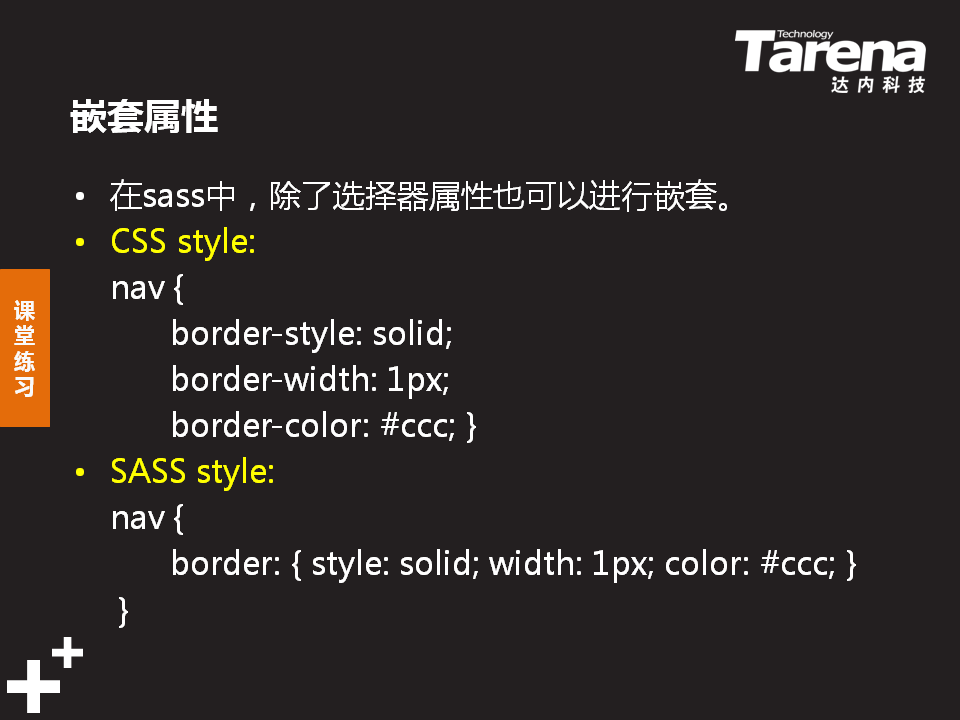 Technology
Tarena
达内科技
嵌套属性
• 在sass中，除了选择器属性也可以进行嵌套。
• CSS style:
nav {
border-style: solid;
border-width: 1px;
border-color: #ccc; }
• SASS style:
nav {
border: { style: solid; width: 1px; color: #ccc; }
}
课堂练习